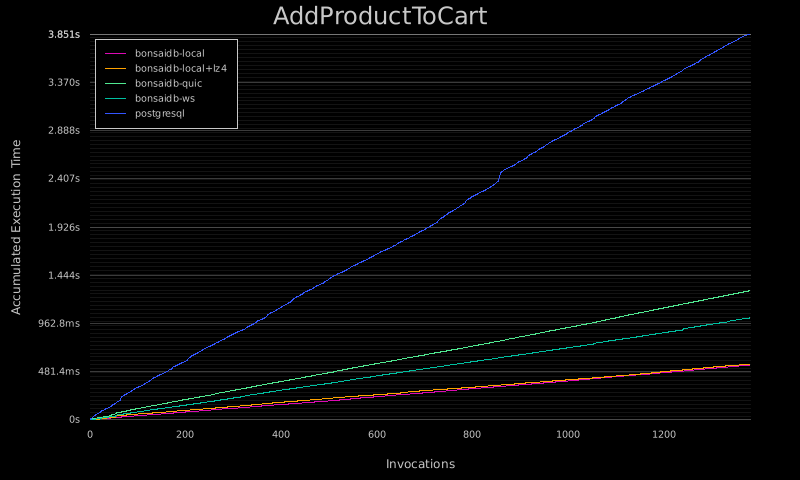 AddProductToCart
3.851s
bonsaidb-local
bonsaidb-local+lz4
3.370s
bonsaidb-quic
bonsaidb-ws
postgresql
2.888s
2.407s
1.926s
1.444s
962.8ms
481.4ms
0s
Accumulated Execution Time
0 200 400 600 800 1000 1200
Invocations